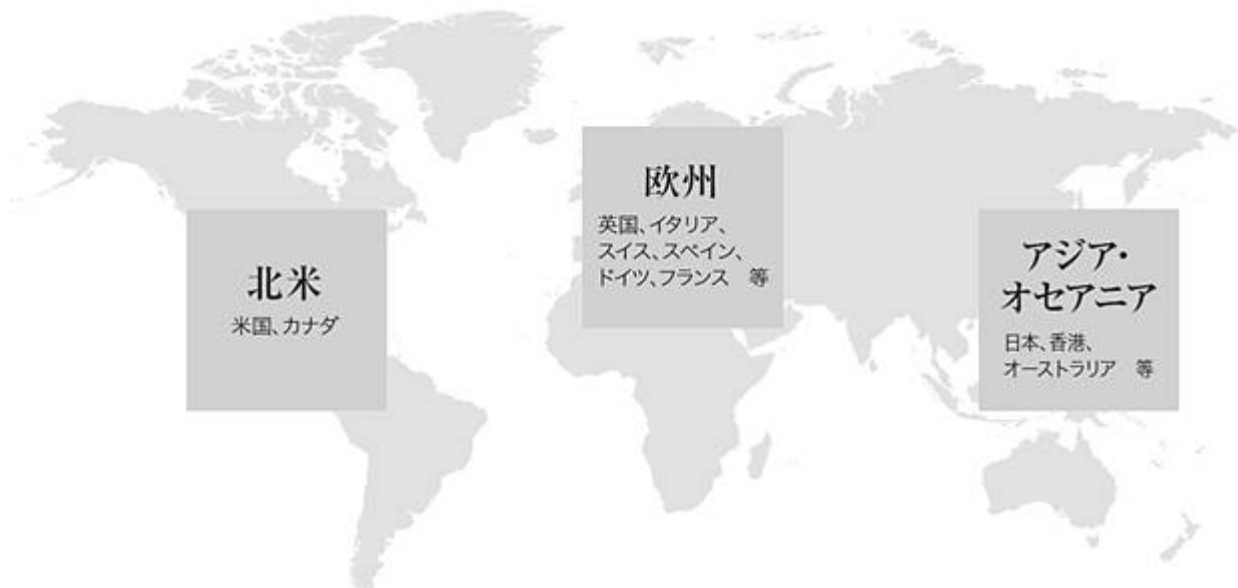 北米
米国、カナダ
欧州
英国、イタリア、
スイス、スペイン、
ドイツ、フランス　等
アジア・
オセアニア
日本、香港、
オーストラリア　等